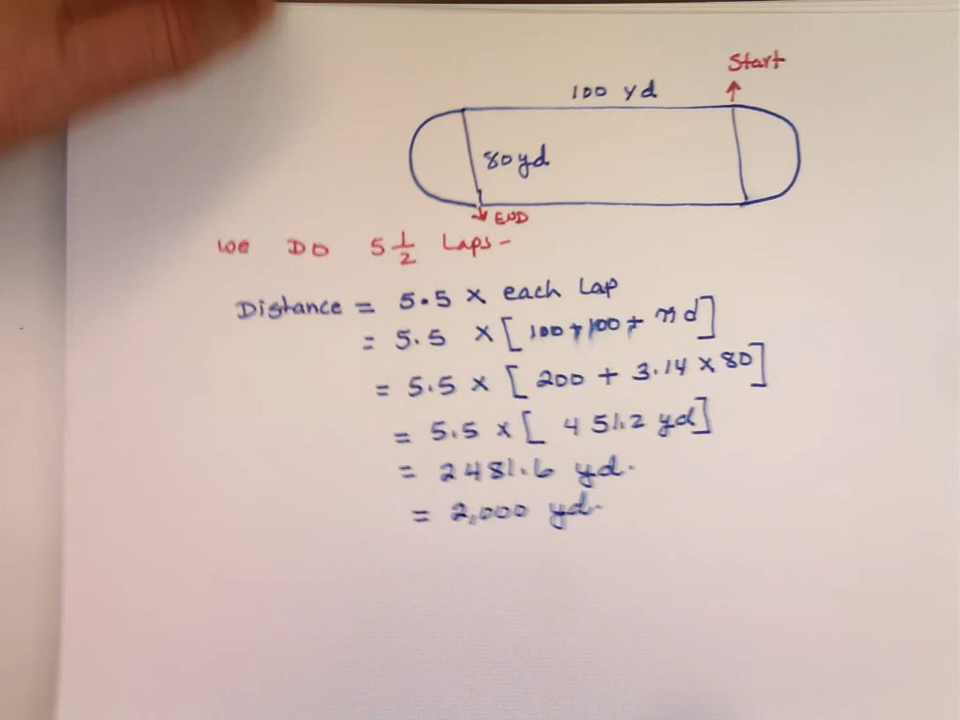 Start
100 yd
80yd
END
We Do 5 1/2 Laps-
Distance = 5.5 x each Lap
= 5.5 x [100+100+ πd]
= 5.5 x [200 + 3.14 x 80]
= 5.5 x [451.2 yd]
= 2481.6 yd.
= 2,000 yd.